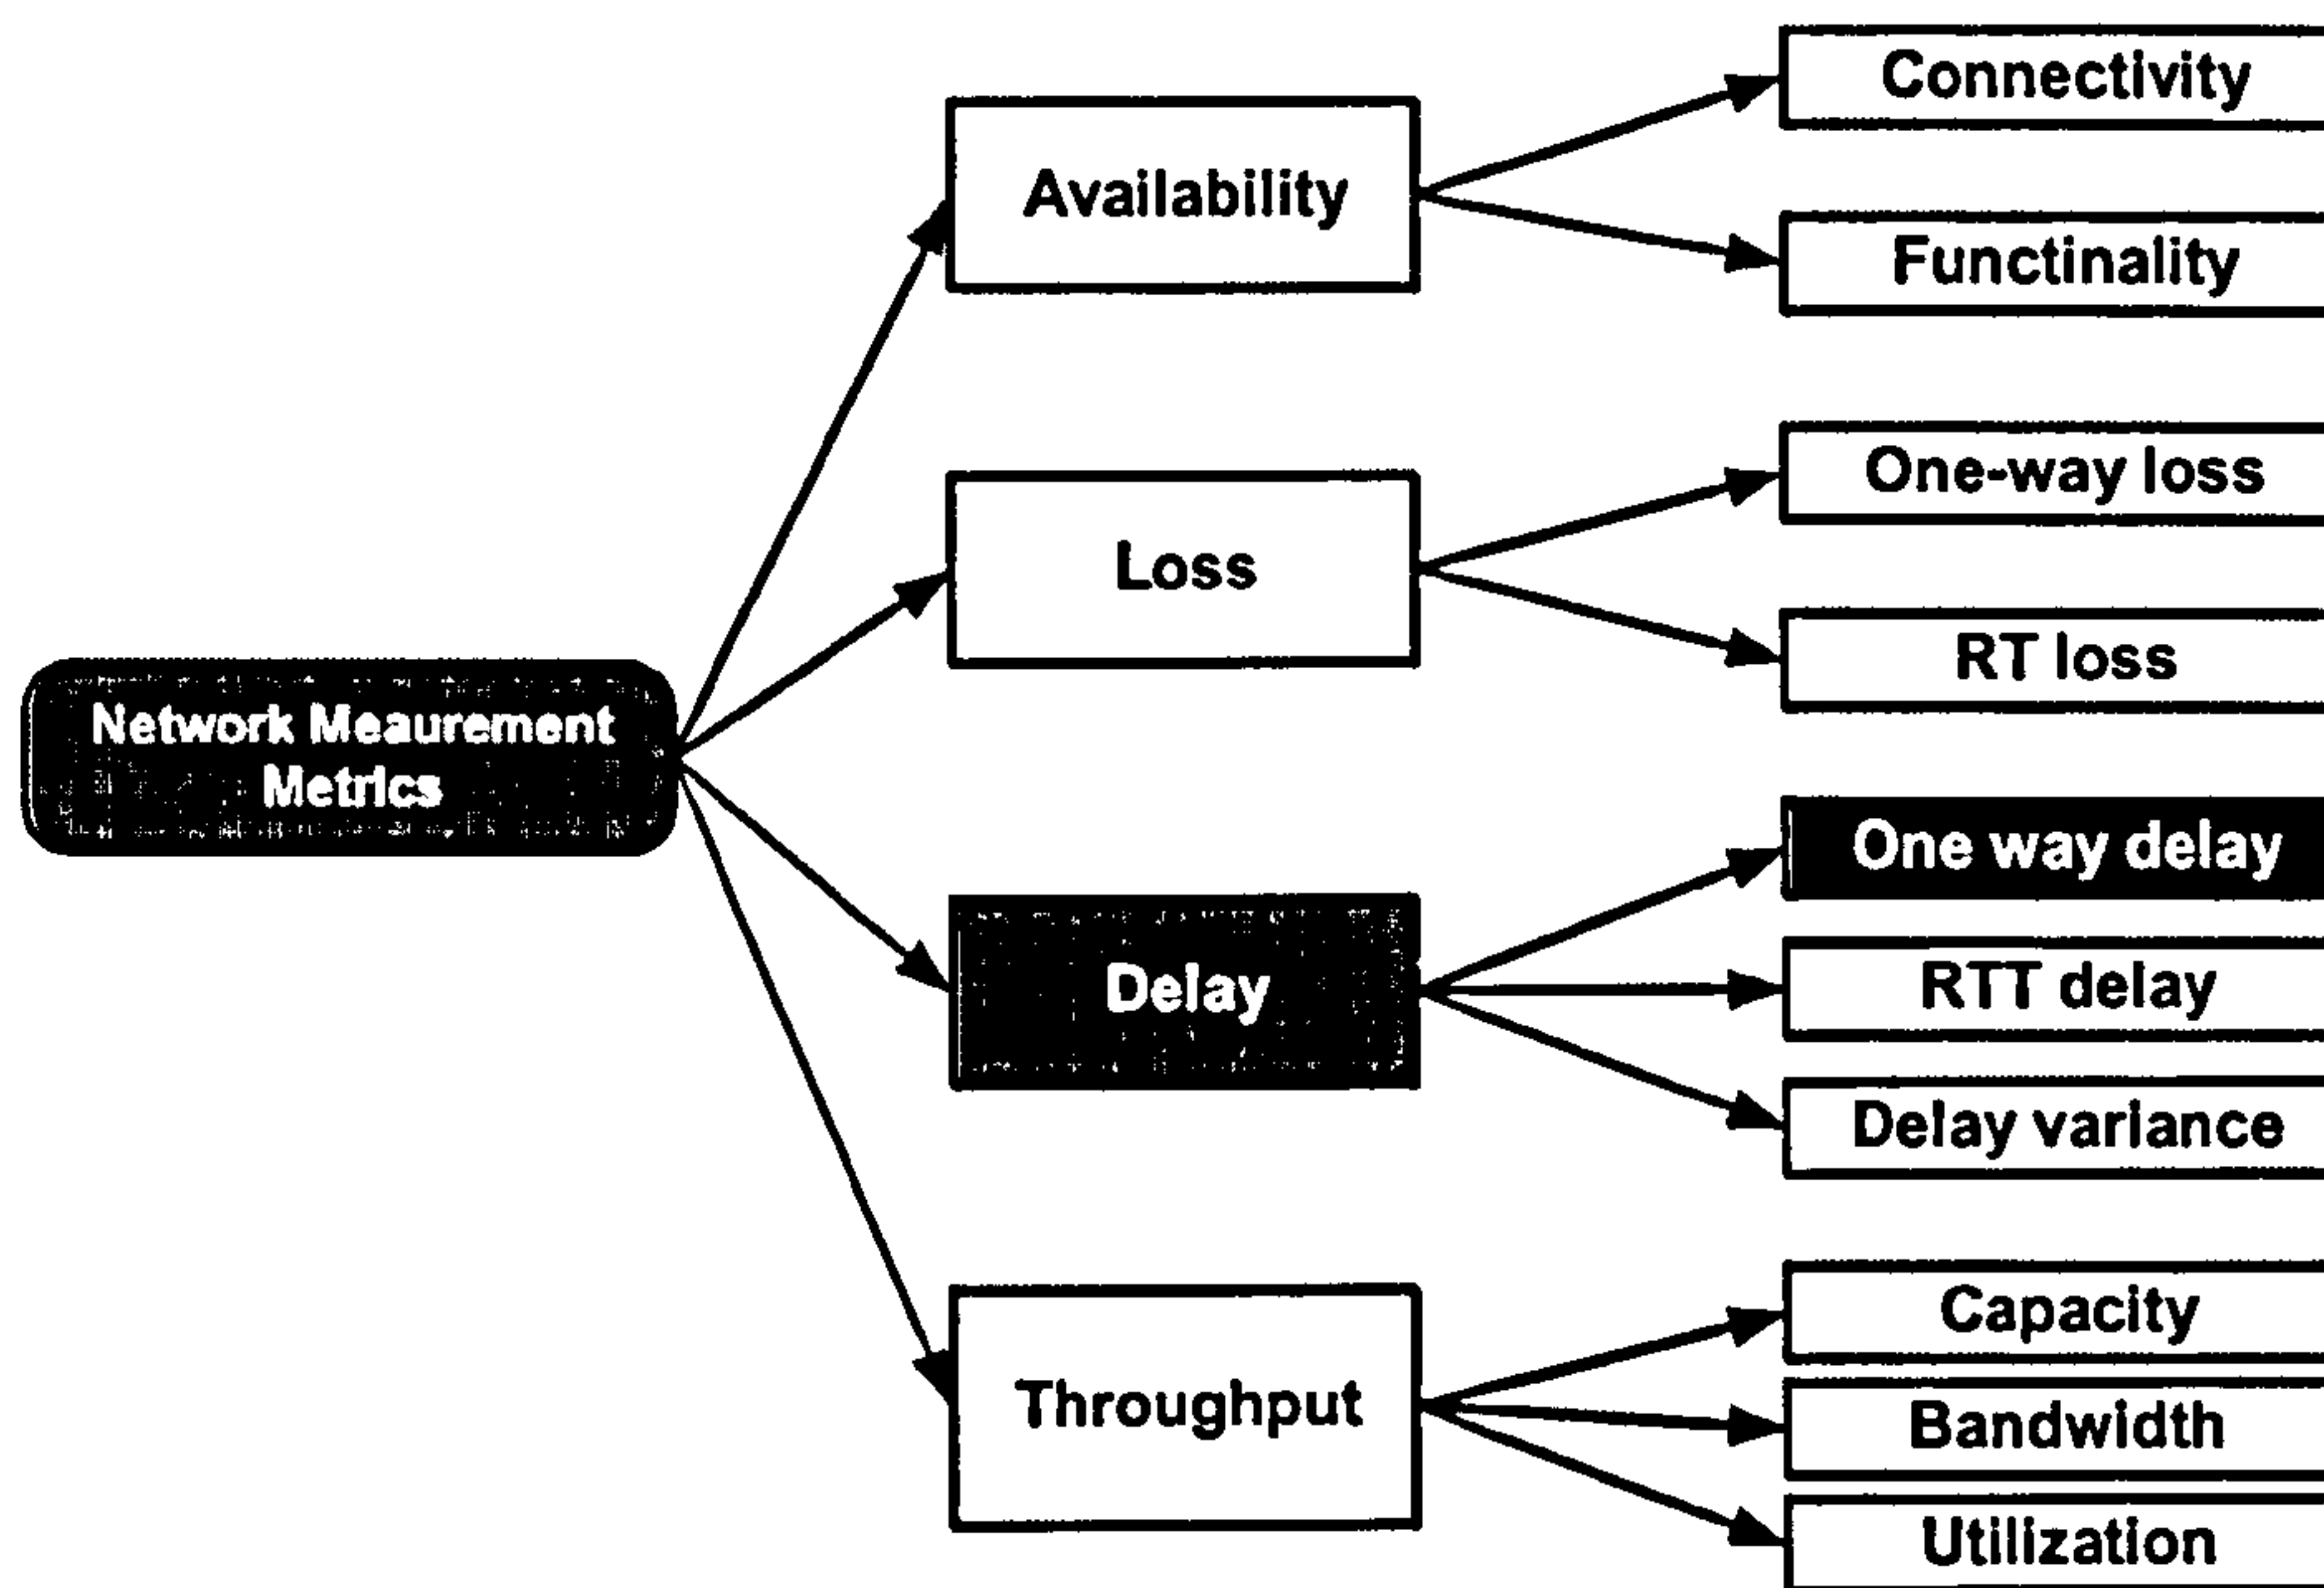 Connectivity
Availability
Functinality
One-way loss
Loss
RT loss
Network Meaurement
Metrics
One way delay
Delay
RTT delay
Delay variance
Capacity
Throughput
Bandwidth
Utilization